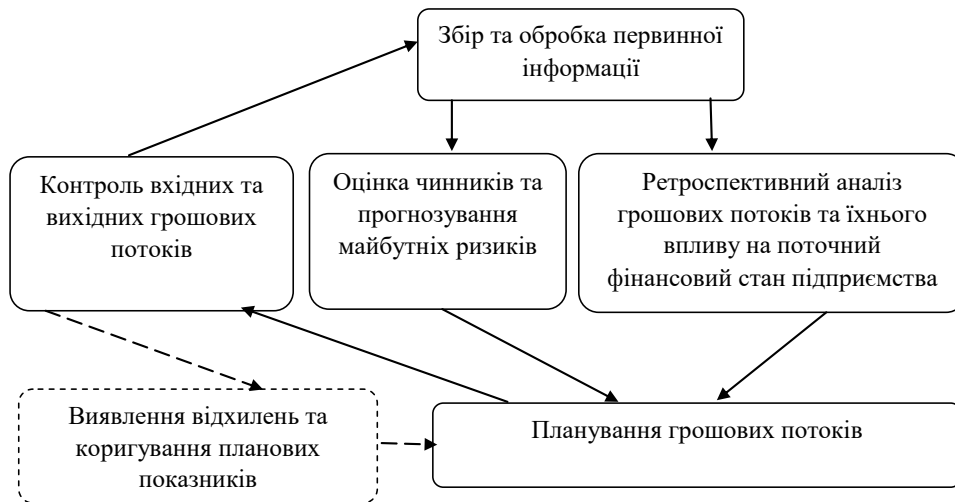 Збір та обробка первинної
інформації
Контроль вхідних та
вихідних грошових
потоків
Оцінка чинників та
прогнозування
майбутніх ризиків
Ретроспективний аналіз
грошових потоків та їхнього
впливу на поточний
фінансовий стан підприємства
Виявлення відхилень та
коригування планових
показників
Планування грошових потоків